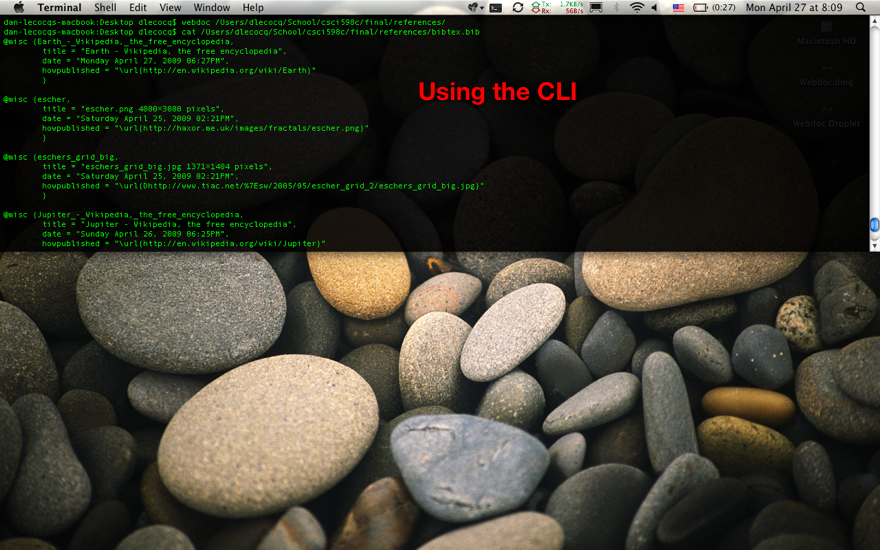 Terminal Shell Edit View Window Help
Tx: 1.7KB/s
Rx: 56B/s
(0:27) Mon April 27 at 8:09
dan-lecocqs-macbook:Desktop dlecocq$ webdoc /Users/dlecocq/School/csci598c/final/references/
dan-lecocqs-macbook:Desktop dlecocq$ cat /Users/dlecocq/School/csci598c/final/references/bibtex.bib
@misc {Earth_-_Wikipedia,_the_free_encyclopedia,
title = "Earth - Wikipedia, the free encyclopedia",
date = "Monday April 27, 2009 06:27PM",
howpublished = "\url{http://en.wikipedia.org/wiki/Earth}"
}
@misc {escher,
title = "escher.png 4000×3000 pixels",
date = "Saturday April 25, 2009 02:21PM",
howpublished = "\url{http://haxor.me.uk/images/fractals/escher.png}"
}
@misc {eschers_grid_big,
title = "eschers_grid_big.jpg 1371×1404 pixels",
date = "Saturday April 25, 2009 02:21PM",
howpublished = "\url{0http://www.tiac.net/%7Esw/2005/05/escher_grid_2/eschers_grid_big.jpg}"
}
@misc {Jupiter_-_Wikipedia,_the_free_encyclopedia,
title = "Jupiter - Wikipedia, the free encyclopedia",
date = "Sunday April 26, 2009 06:25PM",
howpublished = "\url{http://en.wikipedia.org/wiki/Jupiter}"
Using the CLI
Macintosh HD
Webdoc.dmg
Webdoc Droplet